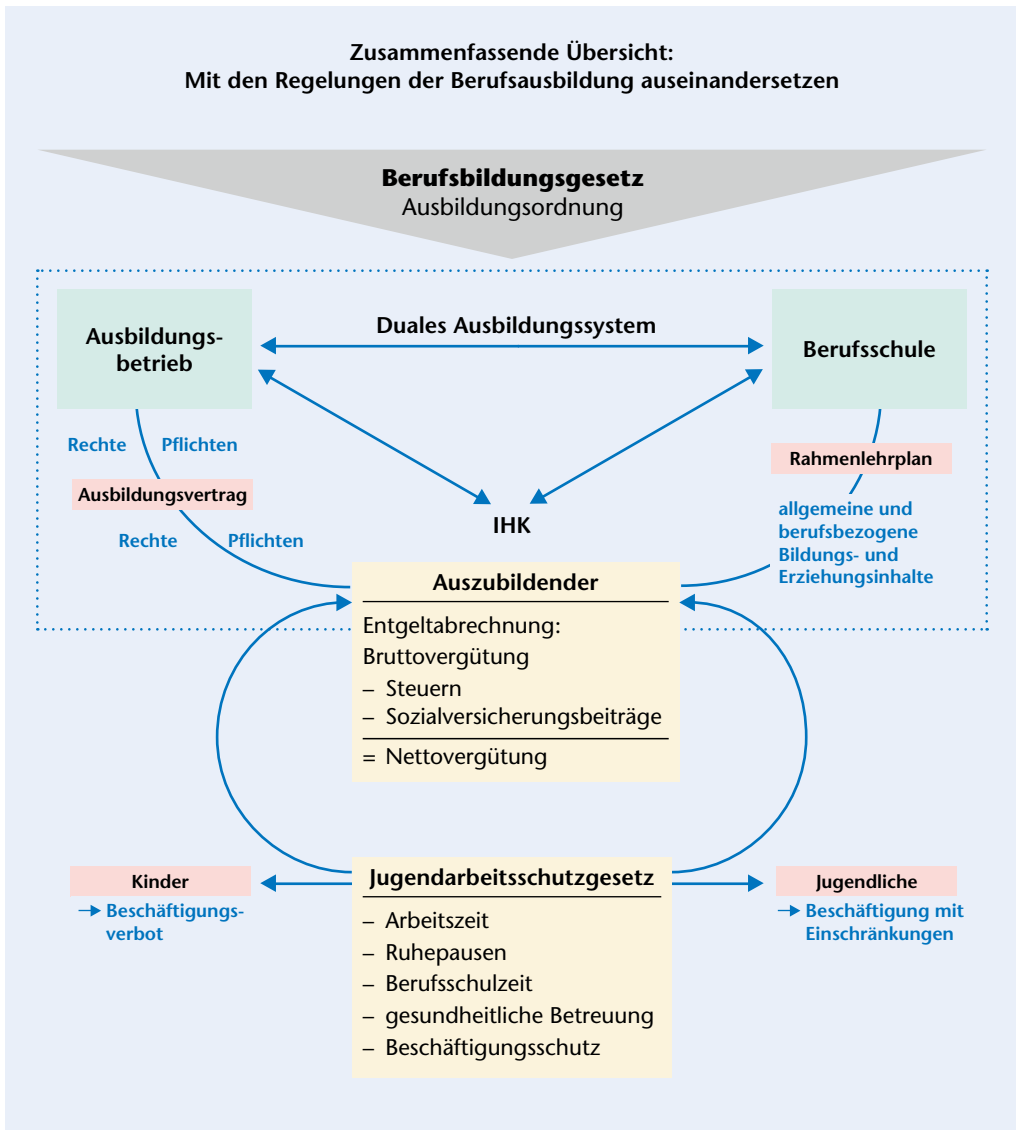 Zusammenfassende Übersicht:
Mit den Regelungen der Berufsausbildung auseinandersetzen
Berufsbildungsgesetz
Ausbildungsordnung
Ausbildungs-
betrieb
Duales Ausbildungssystem
Berufsschule
Rechte Pflichten
Ausbildungsvertrag
Rechte Pflichten
IHK
Rahmenlehrplan
allgemeine und
berufsbezogene
Bildungs- und
Erziehungsinhalte
Auszubildender
Entgeltabrechnung:
Bruttovergütung
– Steuern
– Sozialversicherungsbeiträge
= Nettovergütung
Kinder
→ Beschäftigungs-
verbot
Jugendarbeitsschutzgesetz
– Arbeitszeit
– Ruhepausen
– Berufsschulzeit
– gesundheitliche Betreuung
– Beschäftigungsschutz
Jugendliche
→ Beschäftigung mit
Einschränkungen